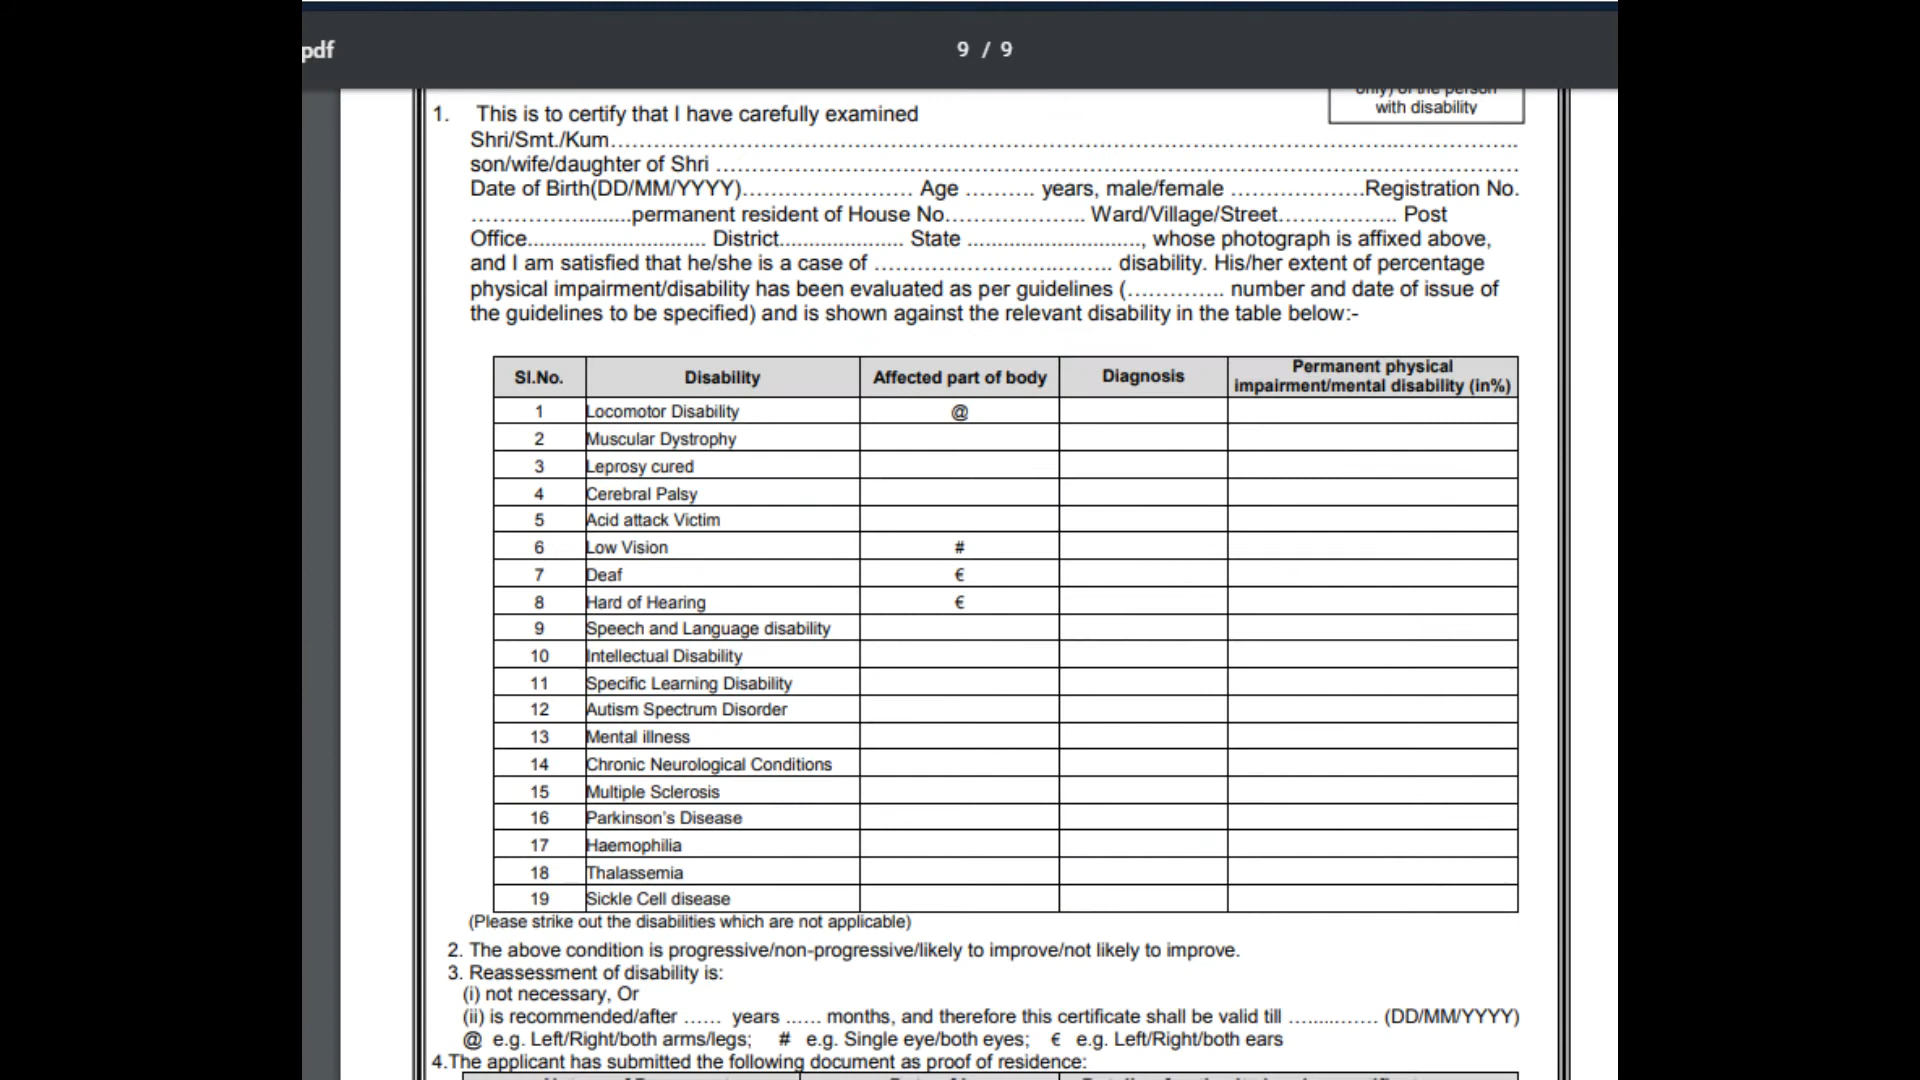 pdf
9 / 9
only) of the person
with disability
1. This is to certify that I have carefully examined
Shri/Smt./Kum……………………………………………………………………………………………………..
son/wife/daughter of Shri ……………………………………………………………………………………………
Date of Birth(DD/MM/YYYY)…………………… Age ………. years, male/female ………………..Registration No.
…………….........permanent resident of House No……………….. Ward/Village/Street…………….. Post
Office.............................. District..................... State ............................., whose photograph is affixed above,
and I am satisfied that he/she is a case of ……………………..…….. disability. His/her extent of percentage
physical impairment/disability has been evaluated as per guidelines (………….. number and date of issue of
the guidelines to be specified) and is shown against the relevant disability in the table below:-
Sl.No. Disability Affected part of body Diagnosis Permanent physical impairment/mental disability (in%)
1 Locomotor Disability @
2 Muscular Dystrophy
3 Leprosy cured
4 Cerebral Palsy
5 Acid attack Victim
6 Low Vision #
7 Deaf €
8 Hard of Hearing €
9 Speech and Language disability
10 Intellectual Disability
11 Specific Learning Disability
12 Autism Spectrum Disorder
13 Mental illness
14 Chronic Neurological Conditions
15 Multiple Sclerosis
16 Parkinson’s Disease
17 Haemophilia
18 Thalassemia
19 Sickle Cell disease
(Please strike out the disabilities which are not applicable)
2. The above condition is progressive/non-progressive/likely to improve/not likely to improve.
3. Reassessment of disability is:
(i) not necessary, Or
(ii) is recommended/after …… years …... months, and therefore this certificate shall be valid till ….....……. (DD/MM/YYYY)
@ e.g. Left/Right/both arms/legs; # e.g. Single eye/both eyes; € e.g. Left/Right/both ears
4.The applicant has submitted the following document as proof of residence: